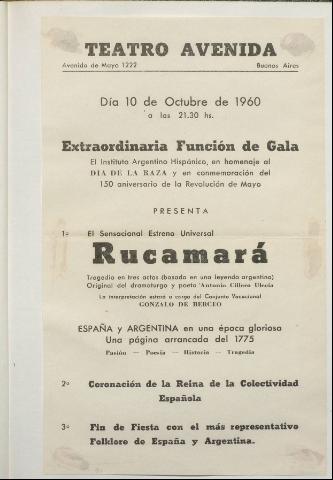 TEATRO AVENIDA
Avenida de Mayo 1222 Buenos Aires
Día 10 de Octubre de 1960
a las 21.30 hs.
Extraordinaria Función de Gala
El Instituto Argentino Hispánico, en homenaje al
DIA DE LA RAZA y en conmemoración del
150 aniversario de la Revolución de Mayo
PRESENTA
1º El Sensacional Estreno Universal
Rucamará
Tragedia en tres actos (basada en una leyenda argentina)
Original del dramaturgo y poeta Antonio Cillero Ulecia
La interpretación estará a cargo del Conjunto Vocacional
GONZALO DE BERCEO
ESPAÑA y ARGENTINA en una época gloriosa
Una página arrancada del 1775
Pasión — Poesía — Historia — Tragedia
2º Coronación de la Reina de la Colectividad
Española
3º Fin de Fiesta con el más representativo
Folklore de España y Argentina.